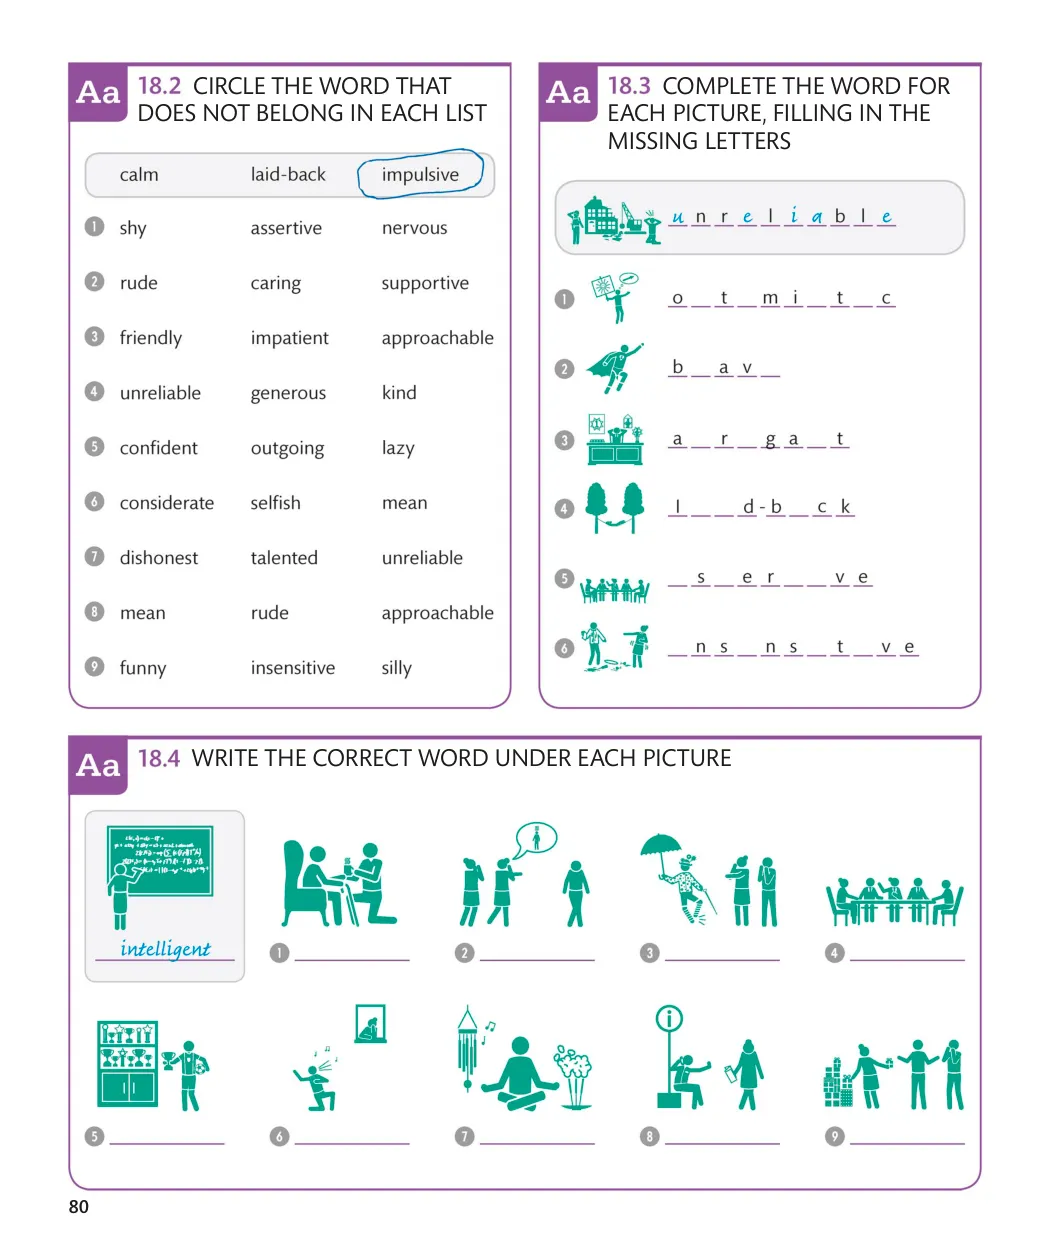 Aa
18.2 CIRCLE THE WORD THAT
DOES NOT BELONG IN EACH LIST
calm laid-back impulsive
1 shy assertive nervous
2 rude caring supportive
3 friendly impatient approachable
4 unreliable generous kind
5 confident outgoing lazy
6 considerate selfish mean
7 dishonest talented unreliable
8 mean rude approachable
9 funny insensitive silly
Aa
18.3 COMPLETE THE WORD FOR
EACH PICTURE, FILLING IN THE
MISSING LETTERS
u n r e l i a b l e
1 o _ t _ m i _ t _ c
2 b _ a v _
3 a _ r _ g a _ t
4 l _ _ d - b _ c k
5 _ s _ e r _ _ v e
6 _ n s _ n s _ t _ v e
Aa
18.4 WRITE THE CORRECT WORD UNDER EACH PICTURE
intelligent
1 2 3 4
i
5 6 7 8 9
80